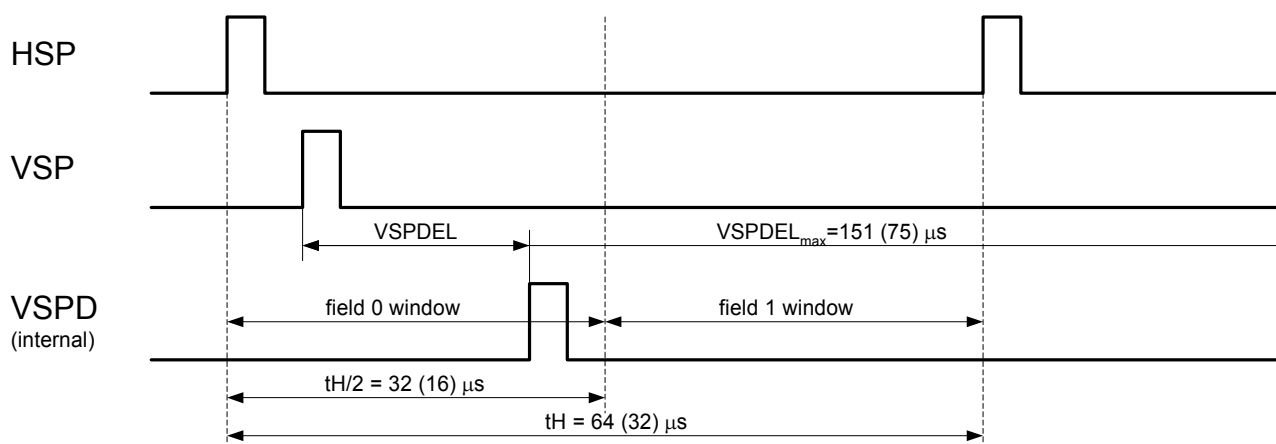 HSP
VSP
VSPDEL
VSPDELmax=151 (75) μs
VSPD
(internal)
field 0 window
field 1 window
tH/2 = 32 (16) μs
tH = 64 (32) μs